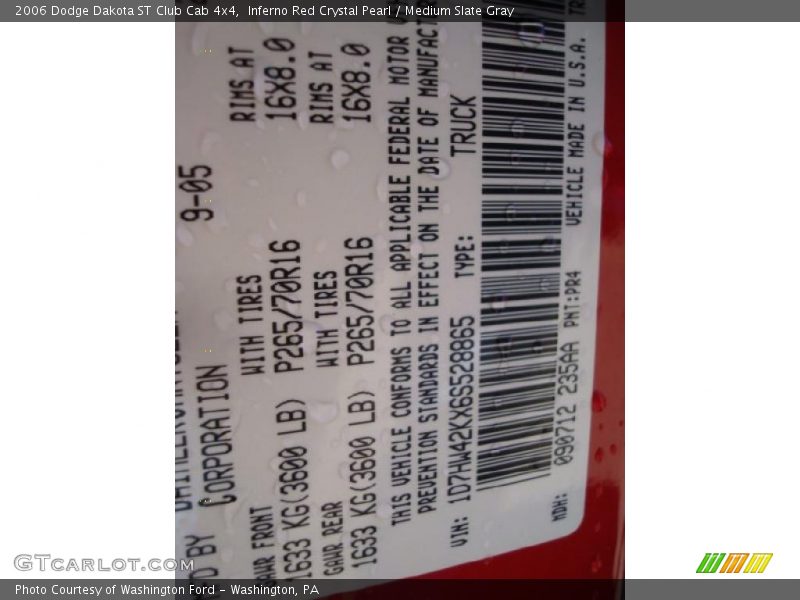 2006 Dodge Dakota ST Club Cab 4x4, Inferno Red Crystal Pearl / Medium Slate Gray
BY
CORPORATION 9-05
GAWR FRONT WITH TIRES RIMS AT
1633 KG(3600 LB) P265/70R16 16X8.0
GAWR REAR WITH TIRES RIMS AT
1633 KG(3600 LB) P265/70R16 16X8.0
THIS VEHICLE CONFORMS TO ALL APPLICABLE FEDERAL MOTOR
PREVENTION STANDARDS IN EFFECT ON THE DATE OF MANUFACT
VIN: 1D7HW42KX6S528865 TYPE: TRUCK
MDH: 090712 235AA PNT:PR4 VEHICLE MADE IN U.S.A. TR
GTCarLot.com
Photo Courtesy of Washington Ford - Washington, PA